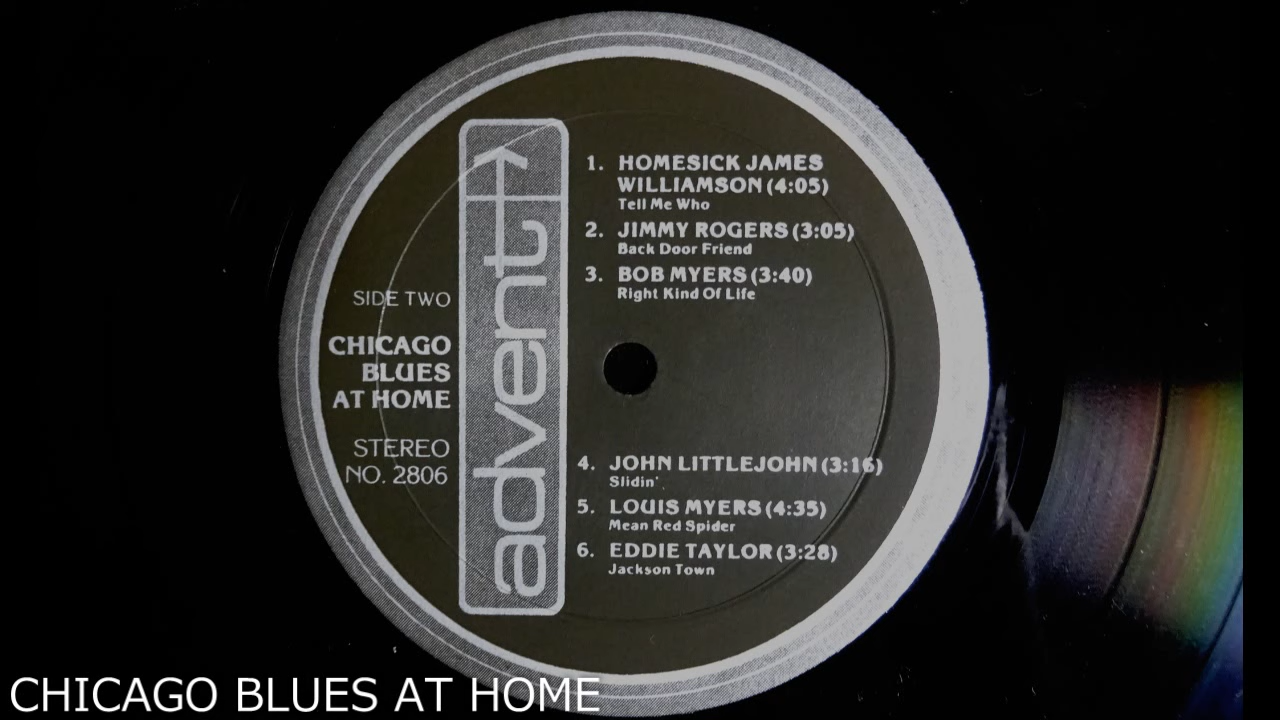 SIDE TWO
CHICAGO
BLUES
AT HOME
STEREO
NO. 2806
advent
1. HOMESICK JAMES
WILLIAMSON (4:05)
Tell Me Who
2. JIMMY ROGERS (3:05)
Back Door Friend
3. BOB MYERS (3:40)
Right Kind Of Life
4. JOHN LITTLEJOHN (3:16)
Slidin'
5. LOUIS MYERS (4:35)
Mean Red Spider
6. EDDIE TAYLOR (3:28)
Jackson Town
CHICAGO BLUES AT HOME